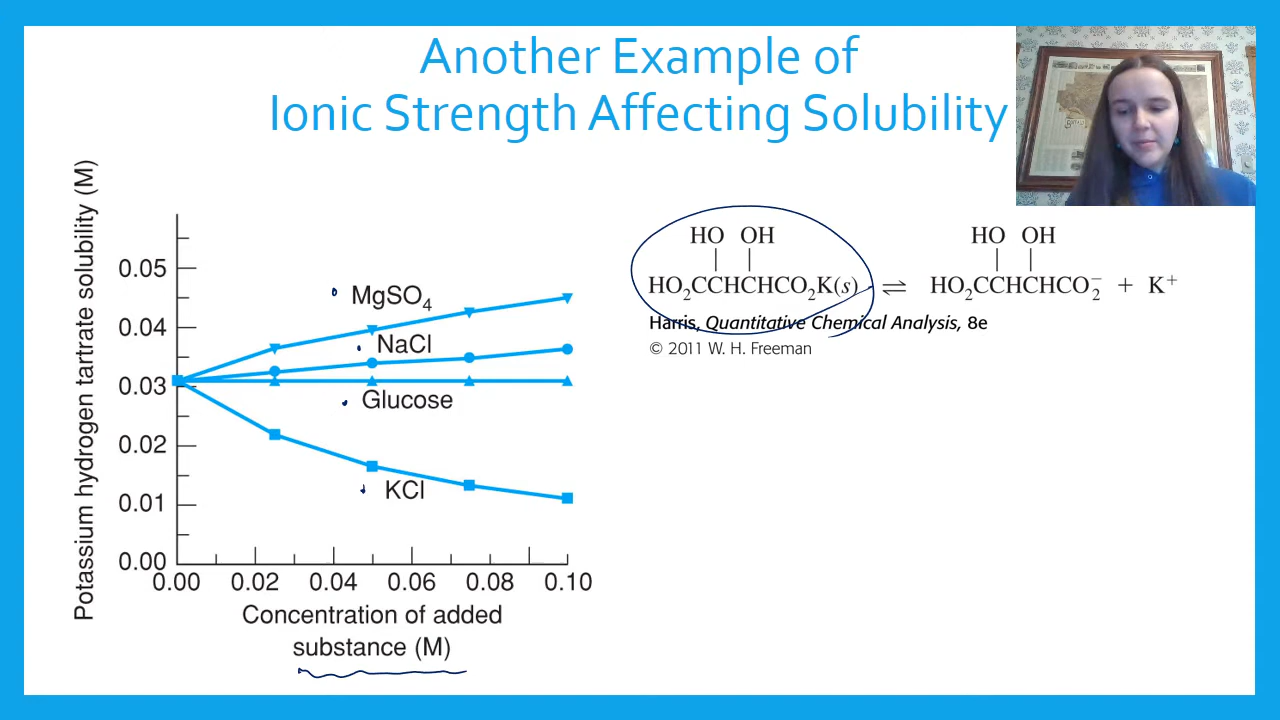 Another Example of
Ionic Strength Affecting Solubility
Potassium hydrogen tartrate solubility (M)
0.05
0.04
0.03
0.02
0.01
0.00
MgSO₄
NaCl
Glucose
KCl
0.00 0.02 0.04 0.06 0.08 0.10
Concentration of added
substance (M)
HO OH HO OH
HO₂CCHCHCO₂K(s) ⇌ HO₂CCHCHCO₂⁻ + K⁺
Harris, Quantitative Chemical Analysis, 8e
© 2011 W. H. Freeman